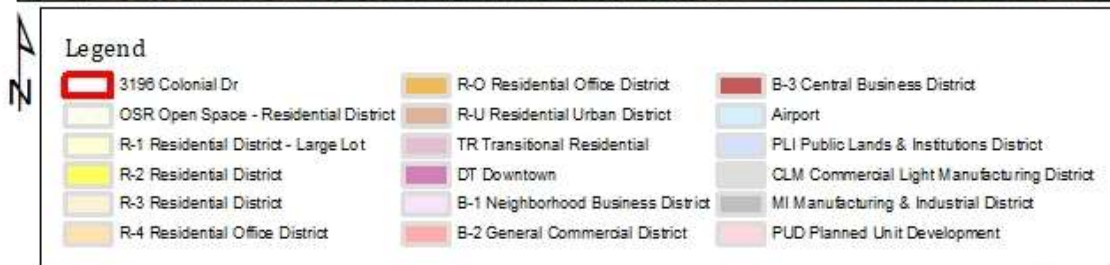 N
Legend
3196 Colonial Dr
OSR Open Space - Residential District
R-1 Residential District - Large Lot
R-2 Residential District
R-3 Residential District
R-4 Residential Office District
R-O Residential Office District
R-U Residential Urban District
TR Transitional Residential
DT Downtown
B-1 Neighborhood Business District
B-2 General Commercial District
B-3 Central Business District
Airport
PLI Public Lands & Institutions District
CLM Commercial Light Manufacturing District
MI Manufacturing & Industrial District
PUD Planned Unit Development